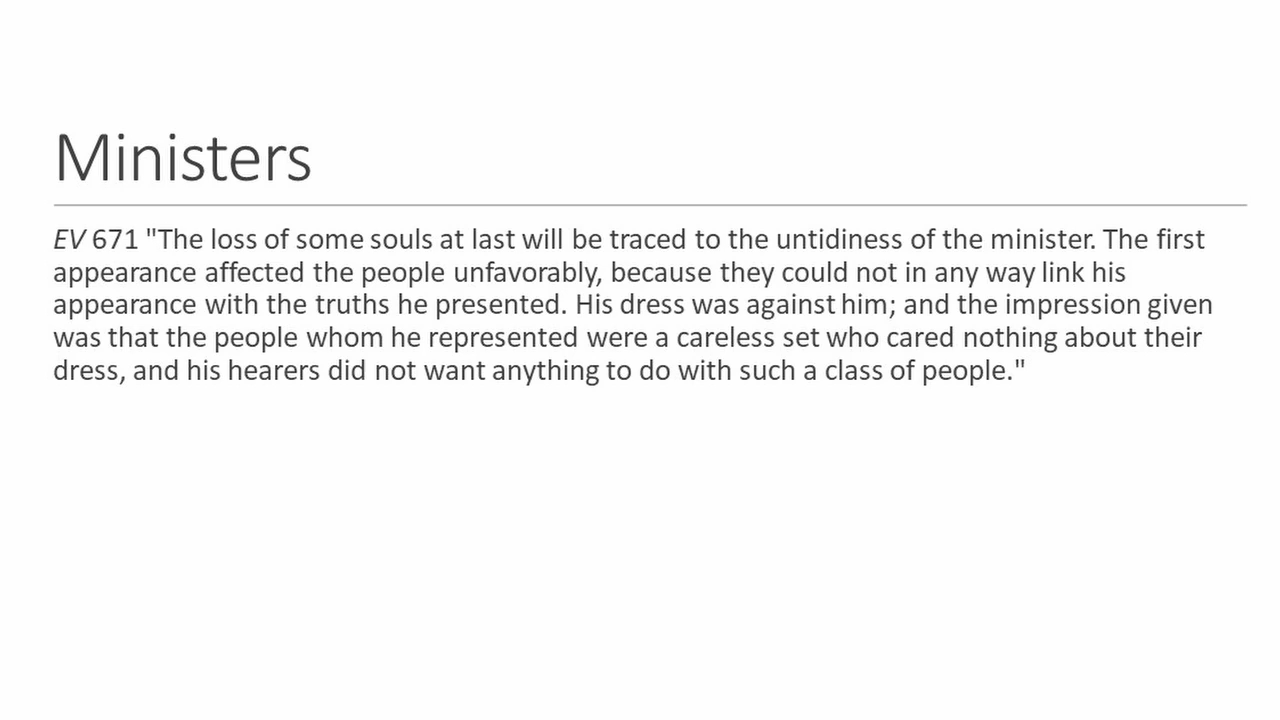 Ministers
EV 671 "The loss of some souls at last will be traced to the untidiness of the minister. The first
appearance affected the people unfavorably, because they could not in any way link his
appearance with the truths he presented. His dress was against him; and the impression given
was that the people whom he represented were a careless set who cared nothing about their
dress, and his hearers did not want anything to do with such a class of people."